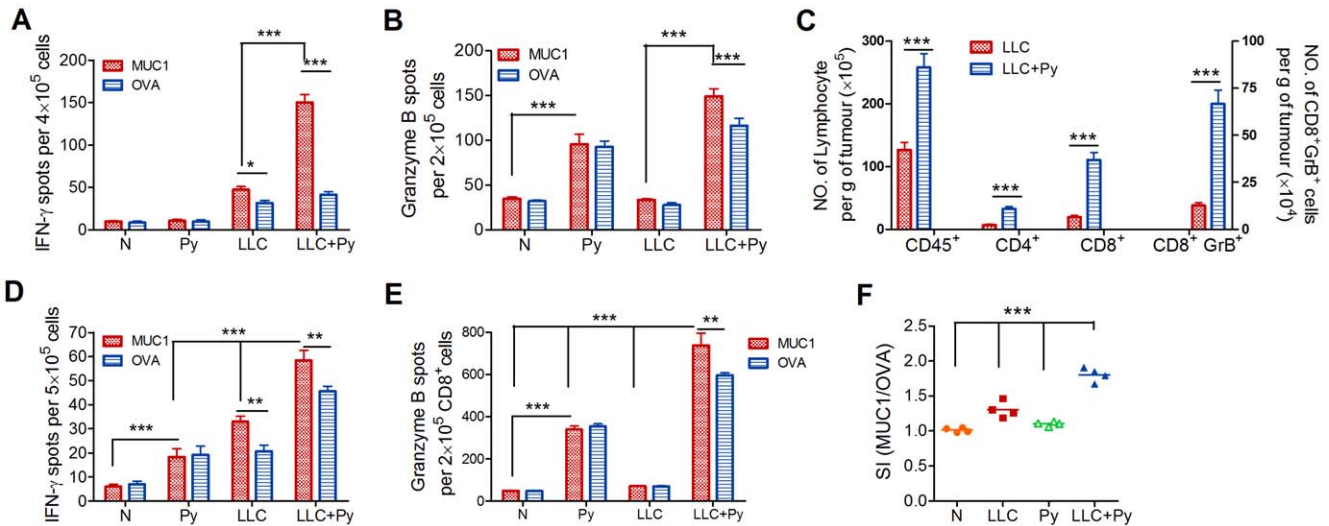 A
IFN-γ spots per 4×10⁵ cells
200
150
100
50
0
MUC1
OVA
***
***
*
N Py LLC LLC+Py
B
Granzyme B spots
per 2×10⁵ cells
200
150
100
50
0
MUC1
OVA
***
***
***
N Py LLC LLC+Py
C
NO. of Lymphocyte
per g of tumour (×10⁵)
300
200
100
0
LLC
LLC+Py
***
***
***
***
100
75
50
25
0
NO. of CD8⁺GrB⁺ cells
per g of tumour (×10⁴)
CD45⁺ CD4⁺ CD8⁺ CD8⁺ GrB⁺
D
IFN-γ spots per 5×10⁵ cells
70
60
50
40
30
20
10
0
MUC1
OVA
***
**
**
***
N Py LLC LLC+Py
E
Granzyme B spots
per 2×10⁵ CD8⁺cells
800
600
400
200
0
MUC1
OVA
***
**
***
N Py LLC LLC+Py
F
SI (MUC1/OVA)
2.5
2.0
1.5
1.0
0.5
0.0
***
N LLC Py LLC+Py